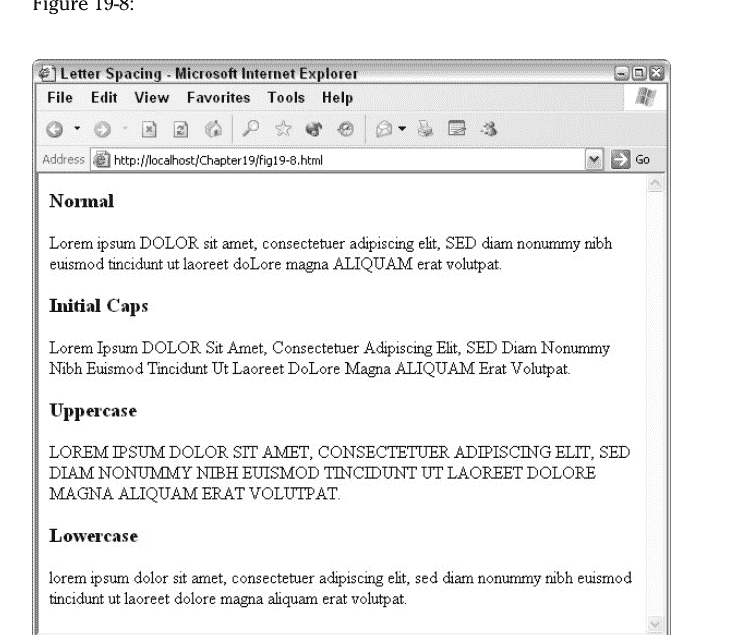 Figure 19-8:
Letter Spacing - Microsoft Internet Explorer
File Edit View Favorites Tools Help
Address http://localhost/Chapter19/fig19-8.html Go
Normal
Lorem ipsum DOLOR sit amet, consectetuer adipiscing elit, SED diam nonummy nibh
euismod tincidunt ut laoreet doLore magna ALIQUAM erat volutpat.
Initial Caps
Lorem Ipsum DOLOR Sit Amet, Consectetuer Adipiscing Elit, SED Diam Nonummy
Nibh Euismod Tincidunt Ut Laoreet DoLore Magna ALIQUAM Erat Volutpat.
Uppercase
LOREM IPSUM DOLOR SIT AMET, CONSECTETUER ADIPISCING ELIT, SED
DIAM NONUMMY NIBH EUISMOD TINCIDUNT UT LAOREET DOLORE
MAGNA ALIQUAM ERAT VOLUTPAT.
Lowercase
lorem ipsum dolor sit amet, consectetuer adipiscing elit, sed diam nonummy nibh euismod
tincidunt ut laoreet dolore magna aliquam erat volutpat.